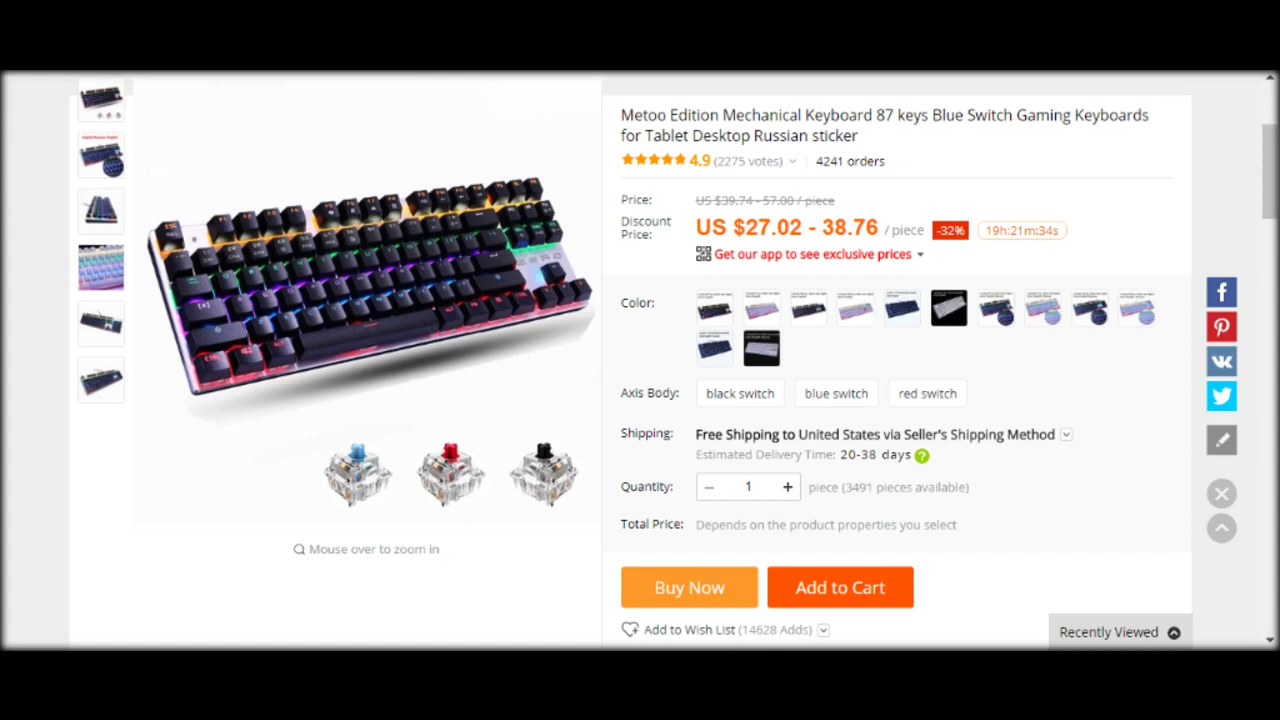 Metoo Edition Mechanical Keyboard 87 keys Blue Switch Gaming Keyboards
for Tablet Desktop Russian sticker
4.9 (2275 votes) 4241 orders
Price: US $39.74 - 57.00 / piece
Discount
Price:
US $27.02 - 38.76 / piece -32% 19h:21m:34s
Get our app to see exclusive prices
Color:
Axis Body: black switch blue switch red switch
Shipping: Free Shipping to United States via Seller's Shipping Method
Estimated Delivery Time: 20-38 days ?
Quantity: – 1 + piece (3491 pieces available)
Total Price: Depends on the product properties you select
Mouse over to zoom in
Buy Now Add to Cart
Add to Wish List (14628 Adds)
Recently Viewed